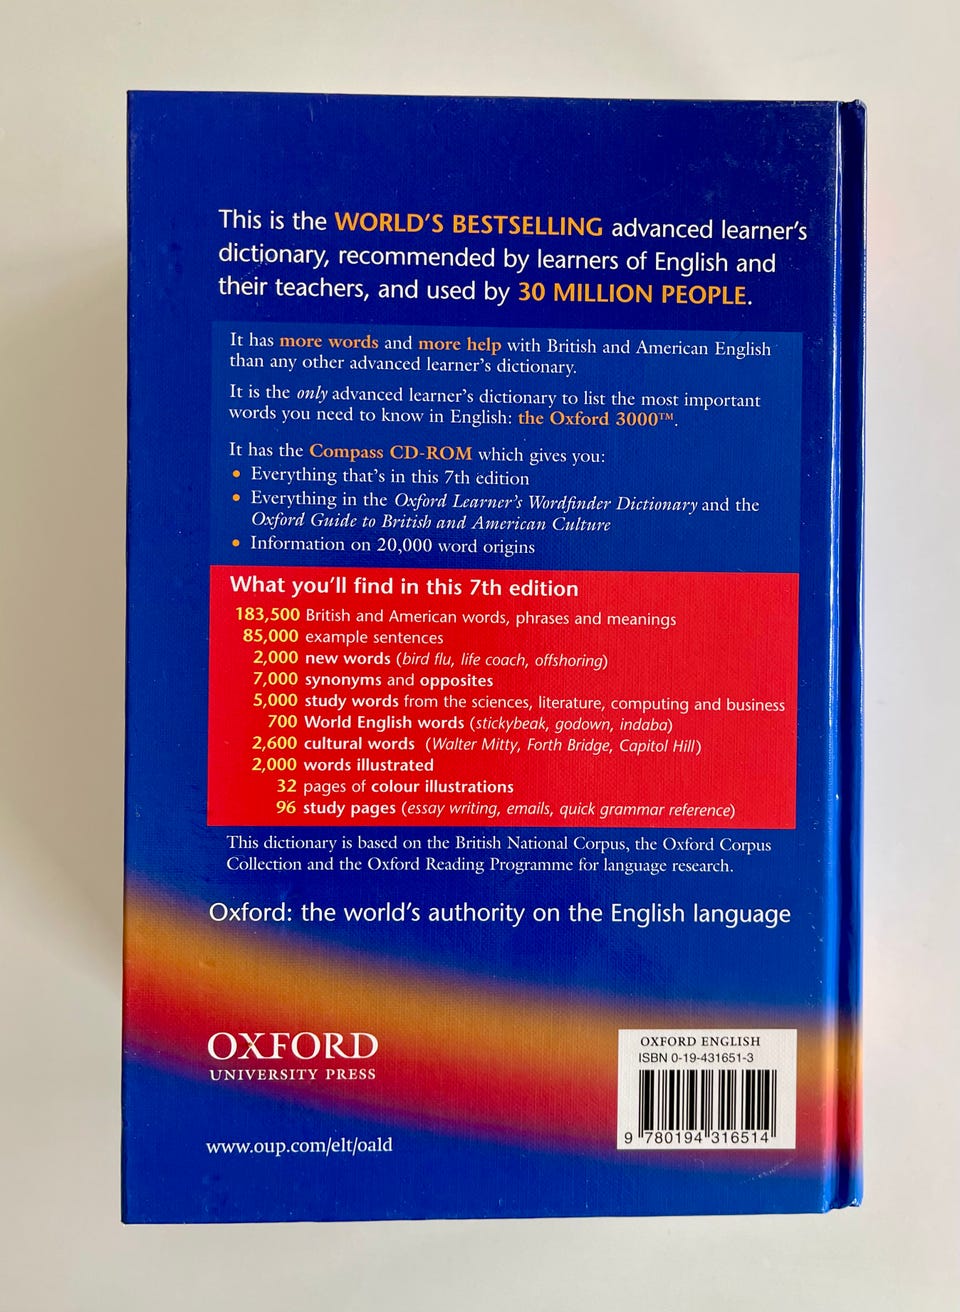 This is the WORLD'S BESTSELLING advanced learner's
dictionary, recommended by learners of English and
their teachers, and used by 30 MILLION PEOPLE.
It has more words and more help with British and American English
than any other advanced learner's dictionary.
It is the only advanced learner's dictionary to list the most important
words you need to know in English: the Oxford 3000™.
It has the Compass CD-ROM which gives you:
• Everything that's in this 7th edition
• Everything in the Oxford Learner's Wordfinder Dictionary and the
Oxford Guide to British and American Culture
• Information on 20,000 word origins
What you'll find in this 7th edition
183,500 British and American words, phrases and meanings
85,000 example sentences
2,000 new words (bird flu, life coach, offshoring)
7,000 synonyms and opposites
5,000 study words from the sciences, literature, computing and business
700 World English words (stickybeak, godown, indaba)
2,600 cultural words (Walter Mitty, Forth Bridge, Capitol Hill)
2,000 words illustrated
32 pages of colour illustrations
96 study pages (essay writing, emails, quick grammar reference)
This dictionary is based on the British National Corpus, the Oxford Corpus
Collection and the Oxford Reading Programme for language research.
Oxford: the world's authority on the English language
OXFORD
UNIVERSITY PRESS
www.oup.com/elt/oald
OXFORD ENGLISH
ISBN 0-19-431651-3
9 780194 316514